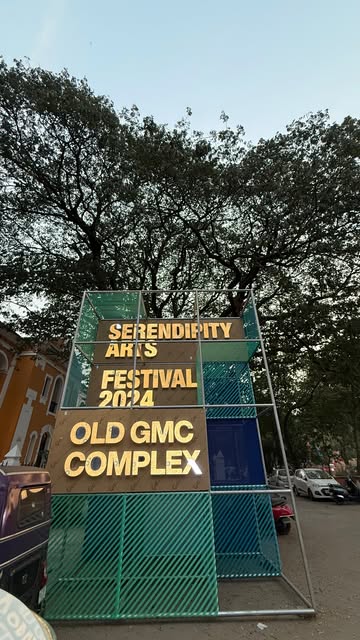 SERENDIPITY
ARTS
FESTIVAL
2024
OLD GMC
COMPLEX